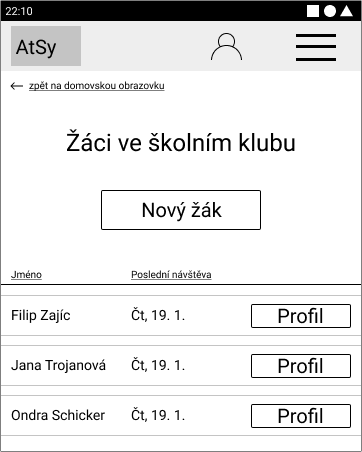 22:10
AtSy
zpět na domovskou obrazovku
Žáci ve školním klubu
Nový žák
Jméno Poslední návštěva
Filip Zajíc Čt, 19. 1. Profil
Jana Trojanová Čt, 19. 1. Profil
Ondra Schicker Čt, 19. 1. Profil